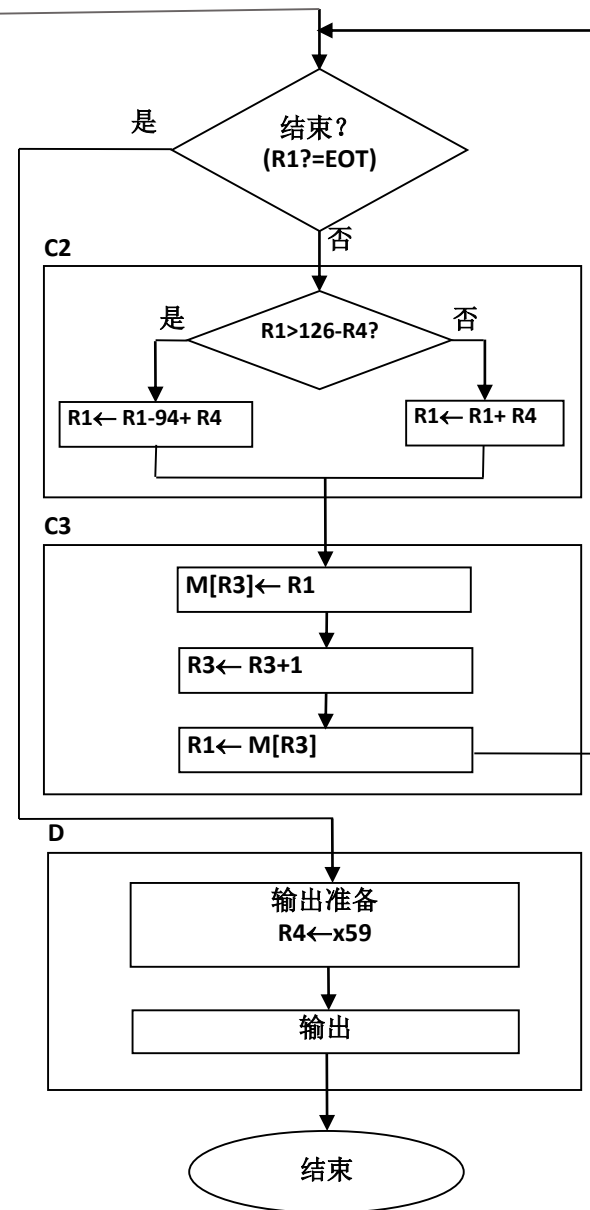 是
结束？
(R1?=EOT)
否
C2
是
R1>126-R4?
否
R1← R1-94+ R4
R1← R1+ R4
C3
M[R3]← R1
R3← R3+1
R1← M[R3]
D
输出准备
R4←x59
输出
结束